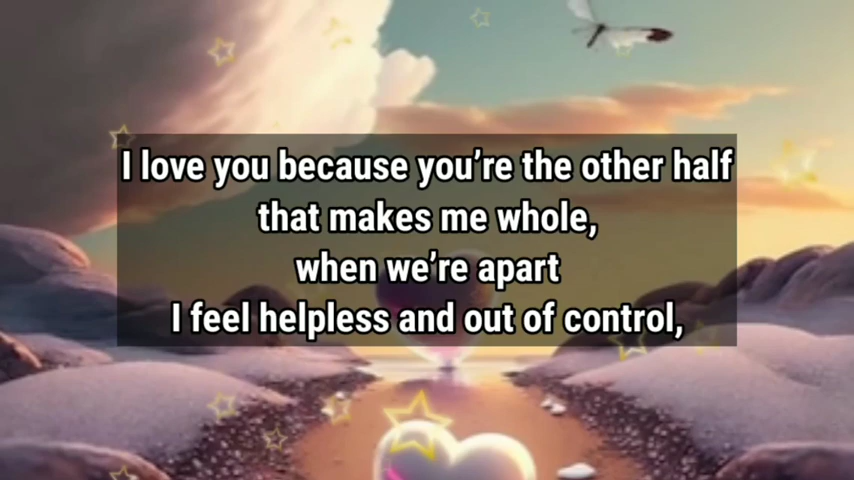 I love you because you’re the other half
that makes me whole,
when we’re apart
I feel helpless and out of control,